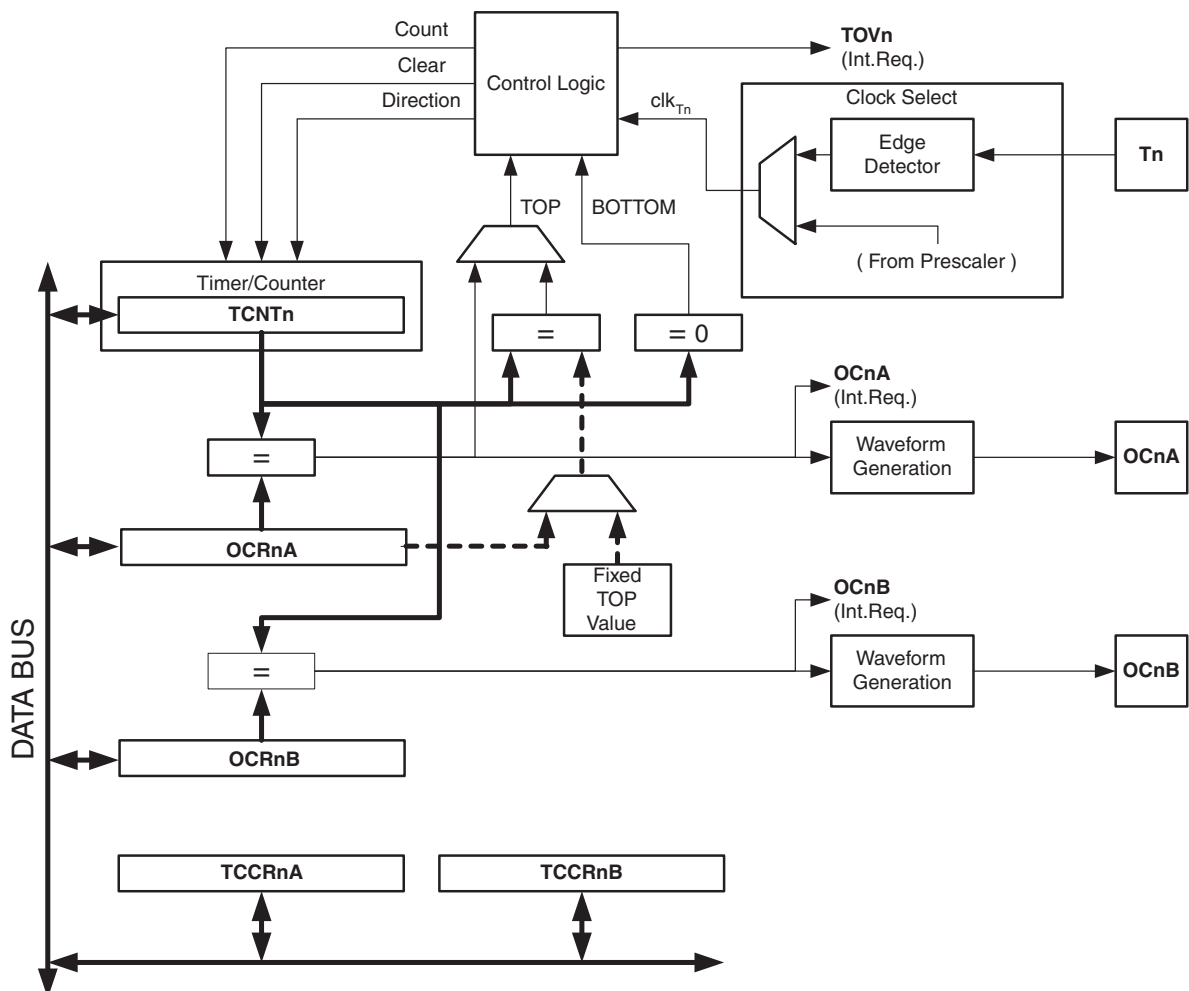 Count
Clear
Direction
Control Logic
TOVn
(Int.Req.)
clkTn
Clock Select
Edge
Detector
Tn
( From Prescaler )
TOP
BOTTOM
Timer/Counter
TCNTn
=
= 0
OCnA
(Int.Req.)
=
Waveform
Generation
OCnA
OCRnA
Fixed
TOP
Value
OCnB
(Int.Req.)
=
Waveform
Generation
OCnB
OCRnB
DATA BUS
TCCRnA
TCCRnB